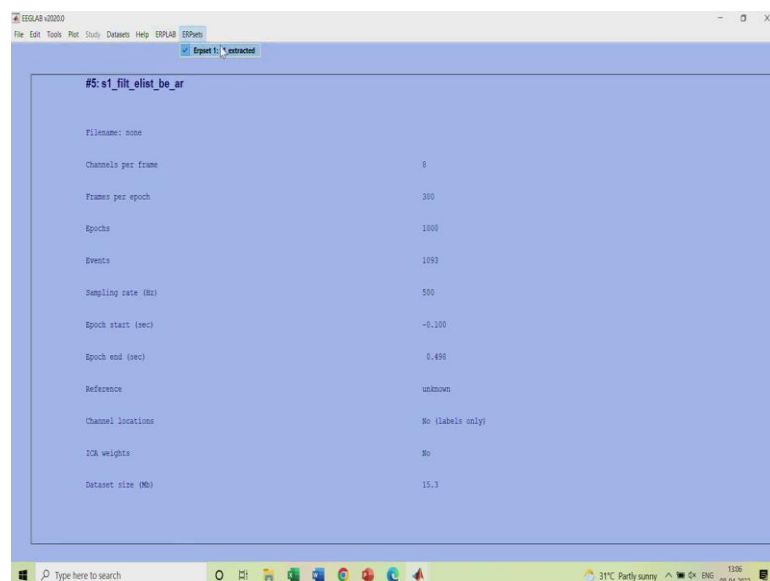 EEGLAB v2020.0
File Edit Tools Plot Study Datasets Help ERPLAB ERPsets
Erpset 1: extracted
#5: s1_filt_elist_be_ar
Filename: none
Channels per frame 8
Frames per epoch 300
Epochs 1000
Events 1093
Sampling rate (Hz) 500
Epoch start (sec) -0.100
Epoch end (sec) 0.498
Reference unknown
Channel locations No (labels only)
ICA weights No
Dataset size (Mb) 15.3
Type here to search
31°C Partly sunny ENG 13:06